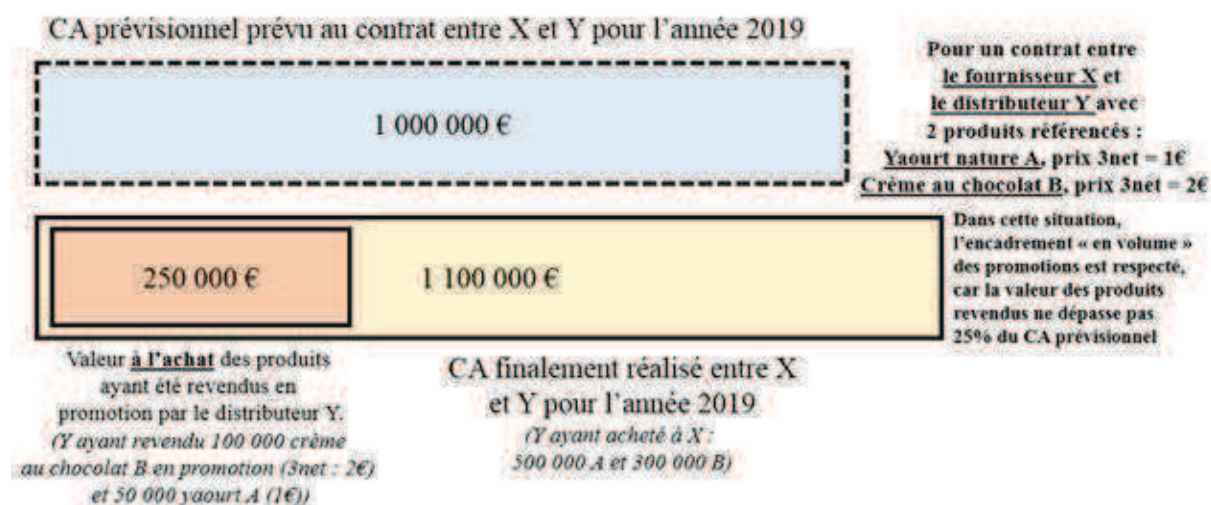 CA prévisionnel prévu au contrat entre X et Y pour l'année 2019
1 000 000 €
Pour un contrat entre
le fournisseur X et
le distributeur Y avec
2 produits référencés :
Yaourt nature A, prix 3net = 1€
Crème au chocolat B, prix 3net = 2€
250 000 €
1 100 000 €
Dans cette situation,
l'encadrement « en volume »
des promotions est respecté,
car la valeur des produits
revendus ne dépasse pas
25% du CA prévisionnel
Valeur à l'achat des produits
ayant été revendus en
promotion par le distributeur Y.
(Y ayant revendu 100 000 crème
au chocolat B en promotion (3net : 2€)
et 50 000 yaourt A (1€))
CA finalement réalisé entre X
et Y pour l'année 2019
(Y ayant acheté à X :
500 000 A et 300 000 B)